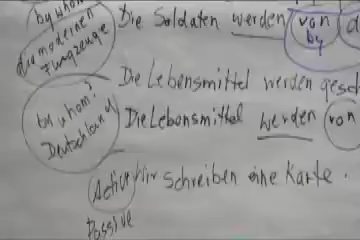 by whom?
die modernen
Flugzeuge
Die Soldaten werden von d
by
Die Lebensmittel werden gesch
by whom?
Deutschland
Die Lebensmittel werden von
Active Wir schreiben eine Karte.
Passive